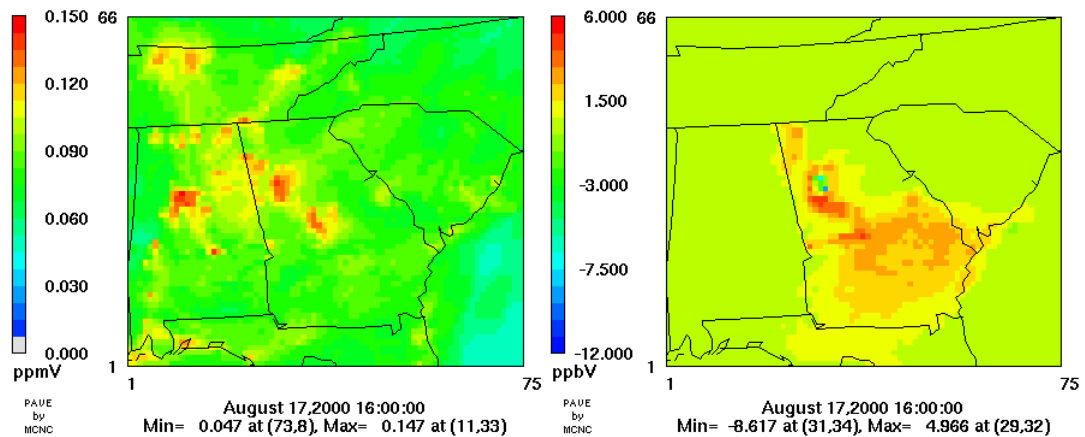 0.150
0.120
0.090
0.060
0.030
0.000
ppmV
PAVE
by
MCNC
66
1
1
75
August 17,2000 16:00:00
Min= 0.047 at (73,8), Max= 0.147 at (11,33)
6.000
1.500
-3.000
-7.500
-12.000
ppbV
PAVE
by
MCNC
66
1
1
75
August 17,2000 16:00:00
Min= -8.617 at (31,34), Max= 4.966 at (29,32)